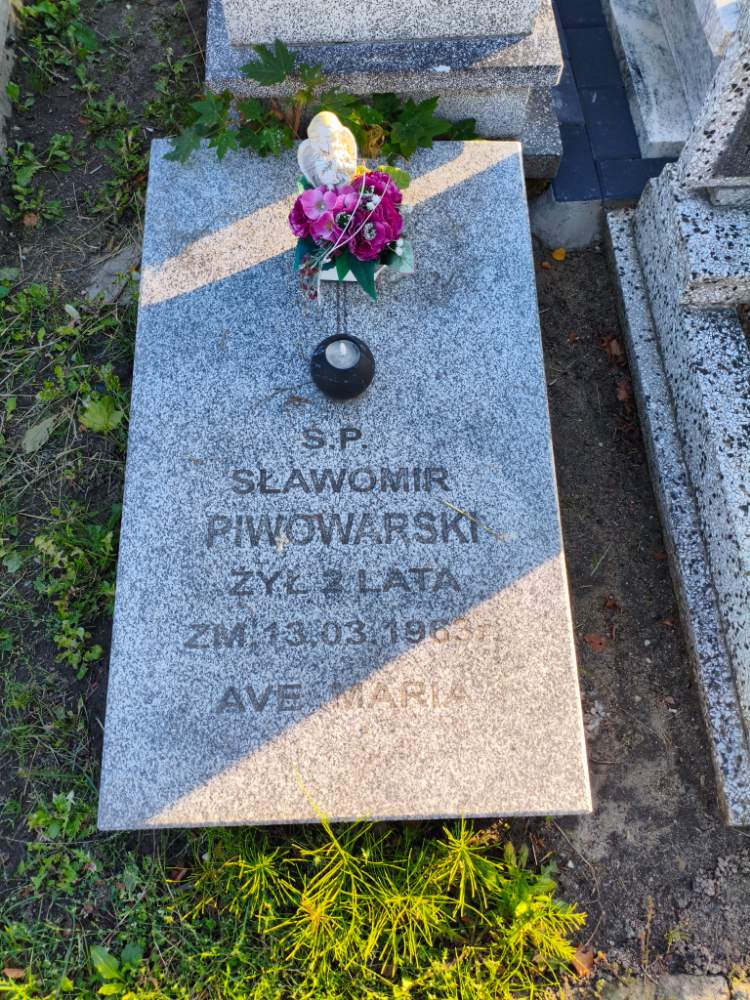 Ś.P.
SŁAWOMIR
PIWOWARSKI
ŻYŁ 2 LATA
ZM. 13.03.1963r.
AVE MARIA